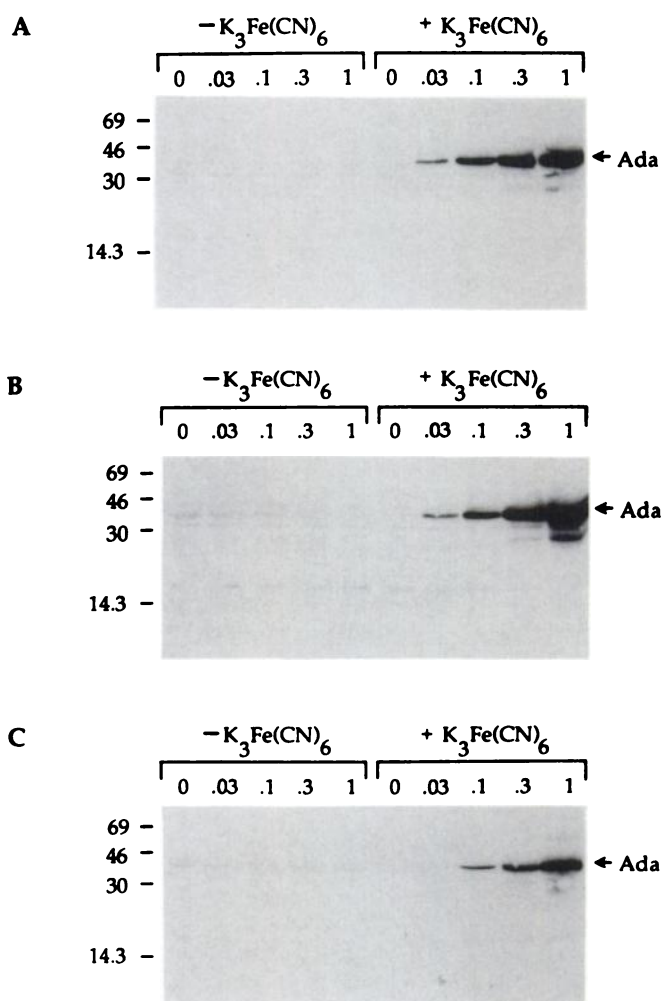 A
− K3Fe(CN)6 + K3Fe(CN)6
0 .03 .1 .3 1 0 .03 .1 .3 1
69 –
46 –
30 –
14.3 –
← Ada
B
− K3Fe(CN)6 + K3Fe(CN)6
0 .03 .1 .3 1 0 .03 .1 .3 1
69 –
46 –
30 –
14.3 –
← Ada
C
− K3Fe(CN)6 + K3Fe(CN)6
0 .03 .1 .3 1 0 .03 .1 .3 1
69 –
46 –
30 –
14.3 –
← Ada